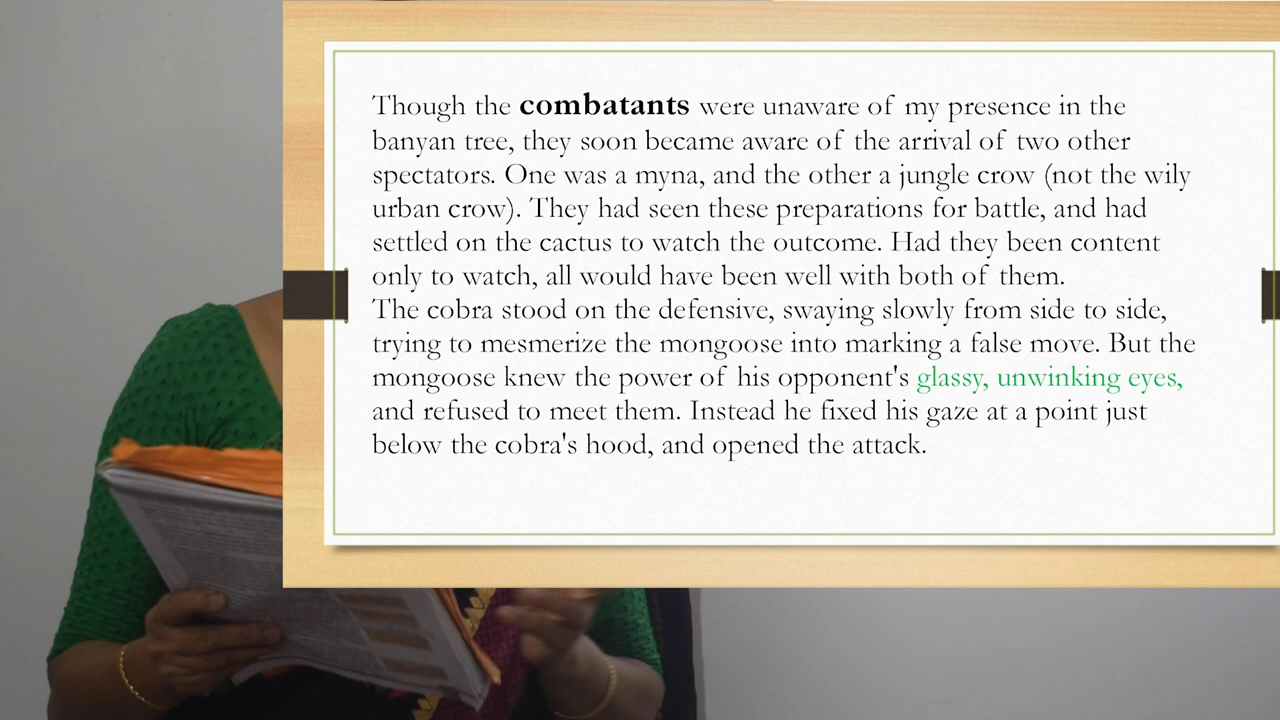 Though the combatants were unaware of my presence in the
banyan tree, they soon became aware of the arrival of two other
spectators. One was a myna, and the other a jungle crow (not the wily
urban crow). They had seen these preparations for battle, and had
settled on the cactus to watch the outcome. Had they been content
only to watch, all would have been well with both of them.
The cobra stood on the defensive, swaying slowly from side to side,
trying to mesmerize the mongoose into marking a false move. But the
mongoose knew the power of his opponent's glassy, unwinking eyes,
and refused to meet them. Instead he fixed his gaze at a point just
below the cobra's hood, and opened the attack.